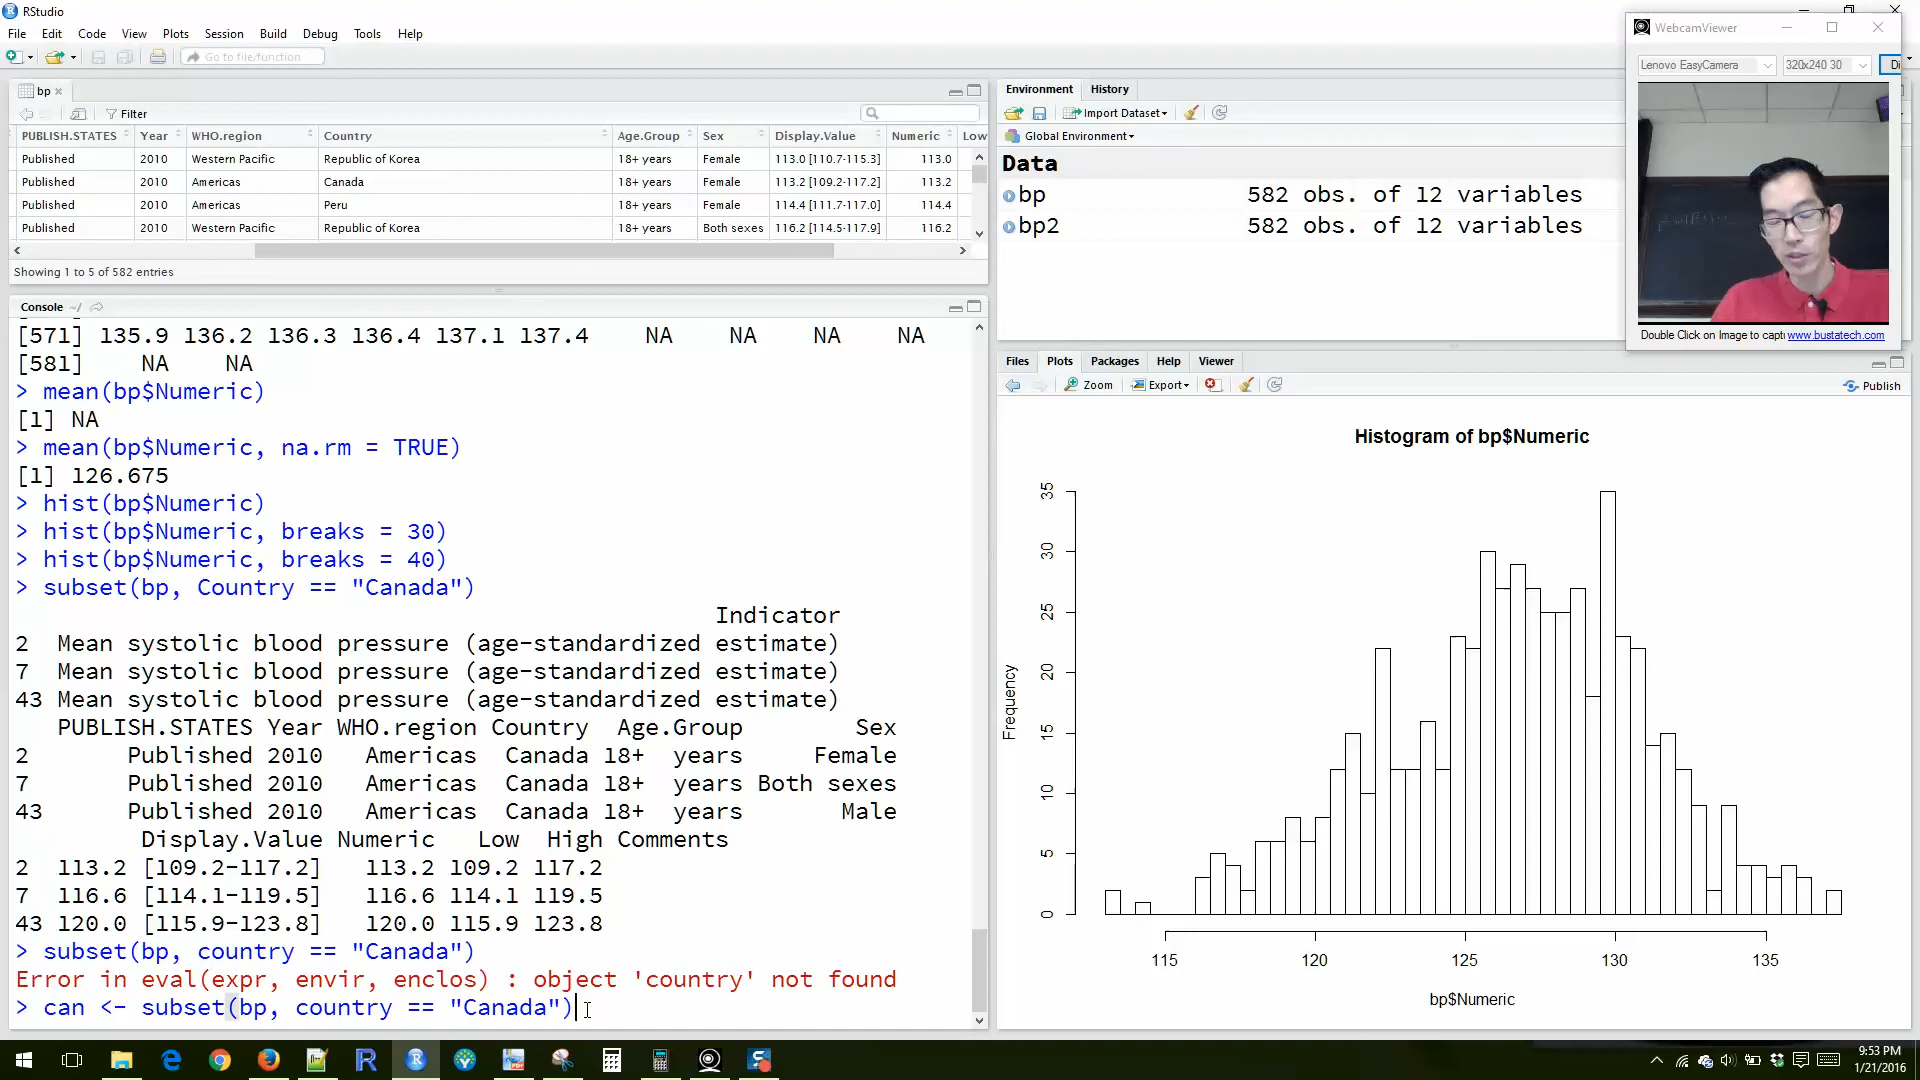 RStudio
File Edit Code View Plots Session Build Debug Tools Help
Go to file/function
bp
Filter
PUBLISH.STATES Year WHO.region Country Age.Group Sex Display.Value Numeric Low
Published 2010 Western Pacific Republic of Korea 18+ years Female 113.0 [110.7-115.3] 113.0
Published 2010 Americas Canada 18+ years Female 113.2 [109.2-117.2] 113.2
Published 2010 Americas Peru 18+ years Female 114.4 [111.7-117.0] 114.4
Published 2010 Western Pacific Republic of Korea 18+ years Both sexes 116.2 [114.5-117.9] 116.2
Showing 1 to 5 of 582 entries
Console ~/
[571] 135.9 136.2 136.3 136.4 137.1 137.4 NA NA NA NA
[581] NA NA
> mean(bp$Numeric)
[1] NA
> mean(bp$Numeric, na.rm = TRUE)
[1] 126.675
> hist(bp$Numeric)
> hist(bp$Numeric, breaks = 30)
> hist(bp$Numeric, breaks = 40)
> subset(bp, Country == "Canada")
Indicator
2 Mean systolic blood pressure (age-standardized estimate)
7 Mean systolic blood pressure (age-standardized estimate)
43 Mean systolic blood pressure (age-standardized estimate)
PUBLISH.STATES Year WHO.region Country Age.Group Sex
2 Published 2010 Americas Canada 18+ years Female
7 Published 2010 Americas Canada 18+ years Both sexes
43 Published 2010 Americas Canada 18+ years Male
Display.Value Numeric Low High Comments
2 113.2 [109.2-117.2] 113.2 109.2 117.2
7 116.6 [114.1-119.5] 116.6 114.1 119.5
43 120.0 [115.9-123.8] 120.0 115.9 123.8
> subset(bp, country == "Canada")
Error in eval(expr, envir, enclos) : object 'country' not found
> can <- subset(bp, country == "Canada")
Environment History
Import Dataset
Global Environment
Data
bp 582 obs. of 12 variables
bp2 582 obs. of 12 variables
WebcamViewer
Lenovo EasyCamera 320x240 30 Di
Double Click on Image to captu www.bustatech.com
Files Plots Packages Help Viewer
Zoom Export Publish
Histogram of bp$Numeric
Frequency
35
30
25
20
15
10
5
0
115 120 125 130 135
bp$Numeric
9:53 PM
1/21/2016